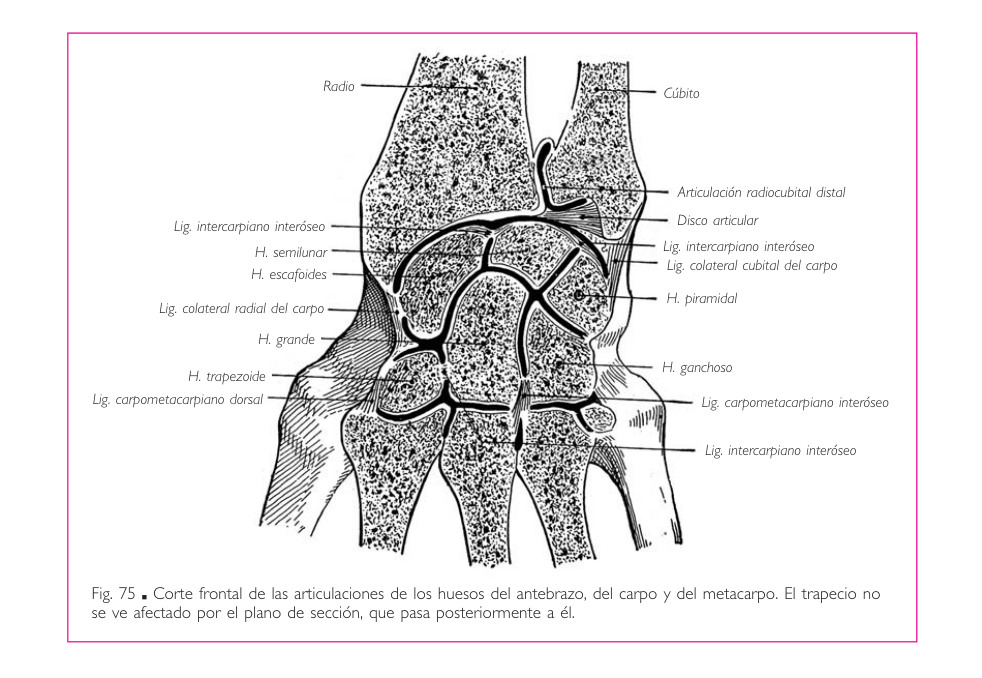 Radio
Cúbito
Articulación radiocubital distal
Disco articular
Lig. intercarpiano interóseo
Lig. intercarpiano interóseo
H. semilunar
Lig. colateral cubital del carpo
H. escafoides
H. piramidal
Lig. colateral radial del carpo
H. grande
H. ganchoso
H. trapezoide
Lig. carpometacarpiano dorsal
Lig. carpometacarpiano interóseo
Lig. intercarpiano interóseo
Fig. 75 ■ Corte frontal de las articulaciones de los huesos del antebrazo, del carpo y del metacarpo. El trapecio no
se ve afectado por el plano de sección, que pasa posteriormente a él.